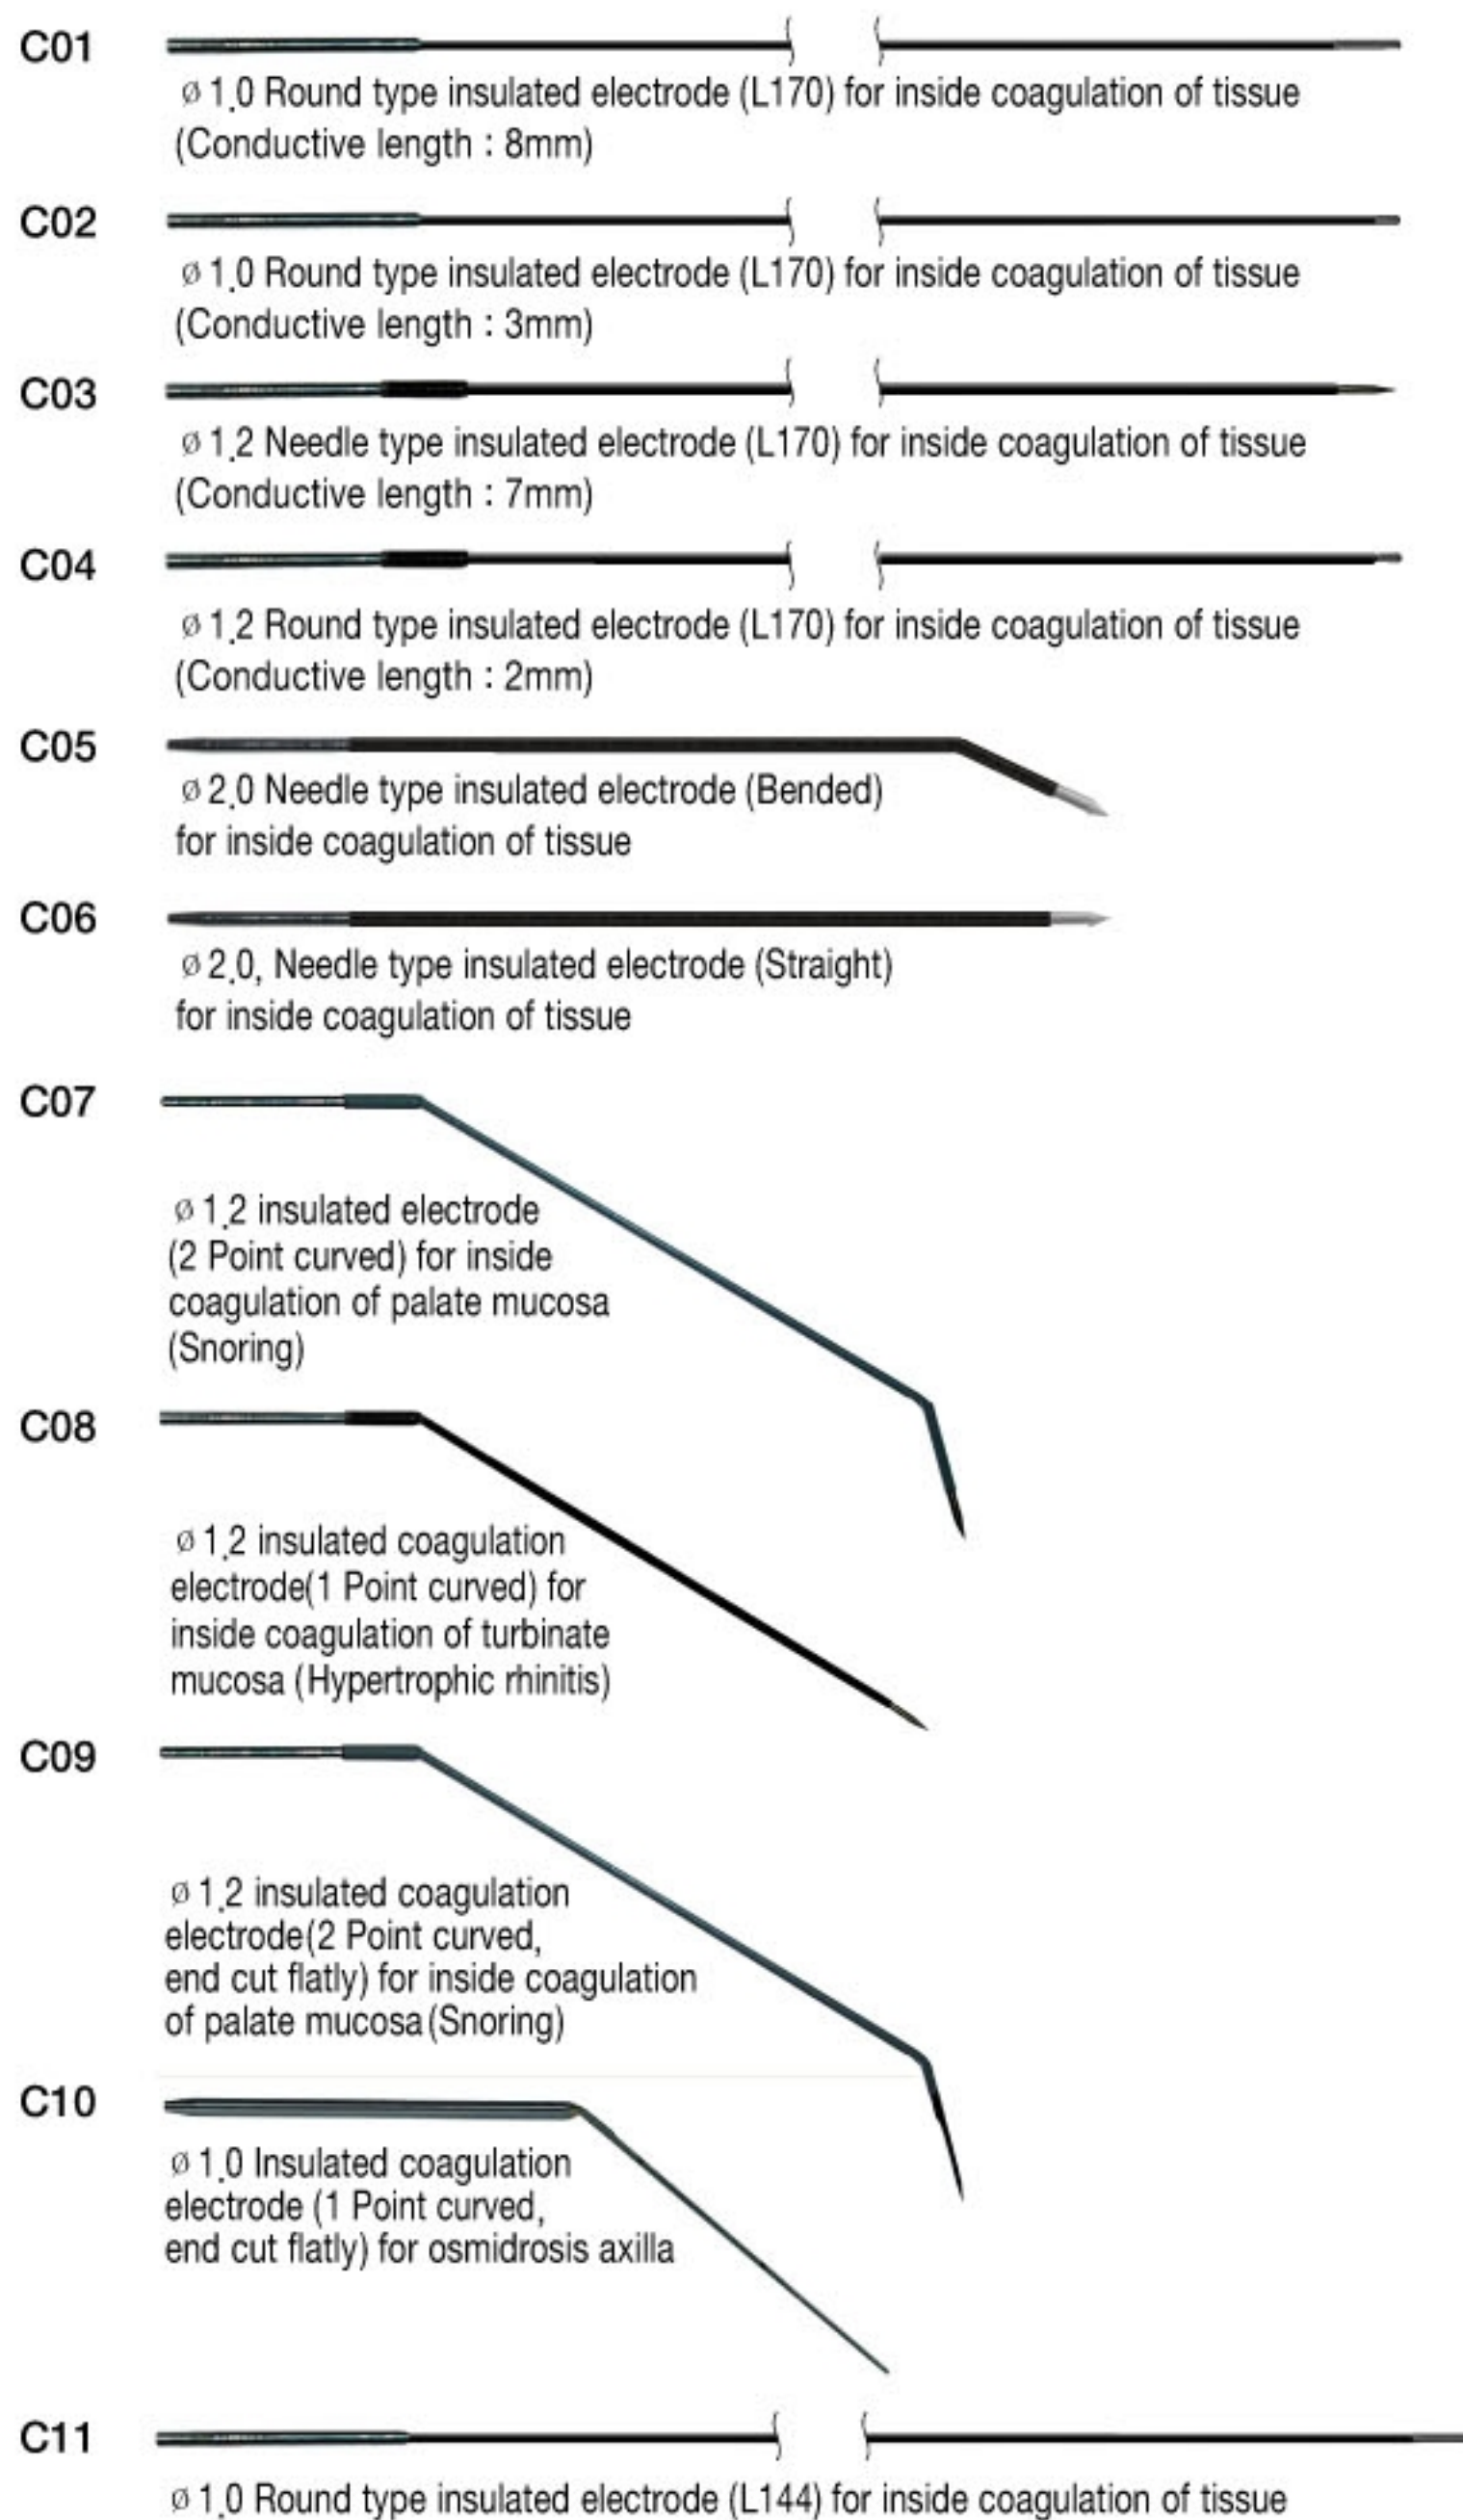 C01
ø 1.0 Round type insulated electrode (L170) for inside coagulation of tissue
(Conductive length : 8mm)
C02
ø 1.0 Round type insulated electrode (L170) for inside coagulation of tissue
(Conductive length : 3mm)
C03
ø 1.2 Needle type insulated electrode (L170) for inside coagulation of tissue
(Conductive length : 7mm)
C04
ø 1.2 Round type insulated electrode (L170) for inside coagulation of tissue
(Conductive length : 2mm)
C05
ø 2.0 Needle type insulated electrode (Bended)
for inside coagulation of tissue
C06
ø 2.0, Needle type insulated electrode (Straight)
for inside coagulation of tissue
C07
ø 1.2 insulated electrode
(2 Point curved) for inside
coagulation of palate mucosa
(Snoring)
C08
ø 1.2 insulated coagulation
electrode(1 Point curved) for
inside coagulation of turbinate
mucosa (Hypertrophic rhinitis)
C09
ø 1.2 insulated coagulation
electrode(2 Point curved,
end cut flatly) for inside coagulation
of palate mucosa (Snoring)
C10
ø 1.0 Insulated coagulation
electrode (1 Point curved,
end cut flatly) for osmidrosis axilla
C11
ø 1.0 Round type insulated electrode (L144) for inside coagulation of tissue